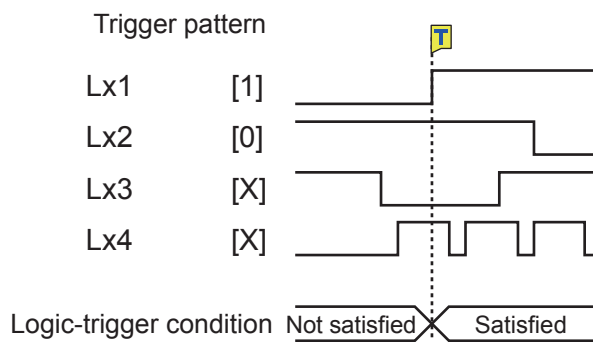 Trigger pattern
T
Lx1 [1]
Lx2 [0]
Lx3 [X]
Lx4 [X]
Logic-trigger condition Not satisfied Satisfied